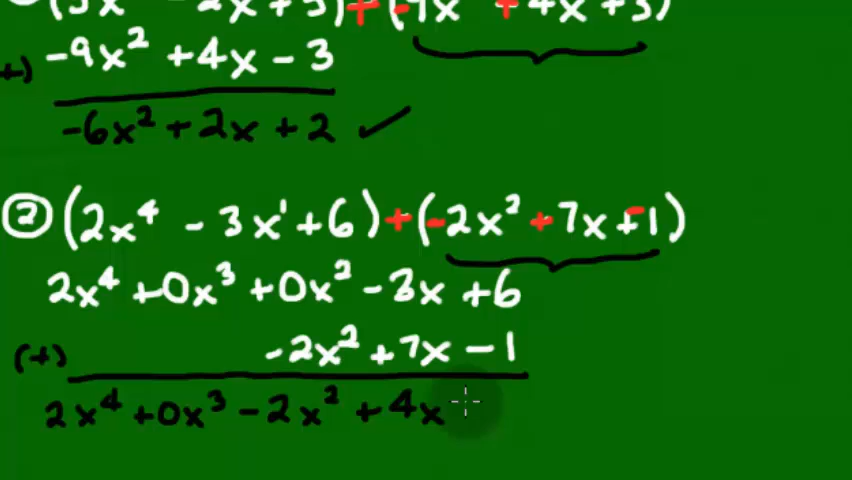 -9x² +4x - 3
-6x² + 2x + 2 ✓
② (2x⁴ - 3x¹ + 6) + (-2x² + 7x - 1)
2x⁴ +0x³ +0x² - 3x +6
(+) -2x² +7x - 1
2x⁴ +0x³ - 2x² + 4x